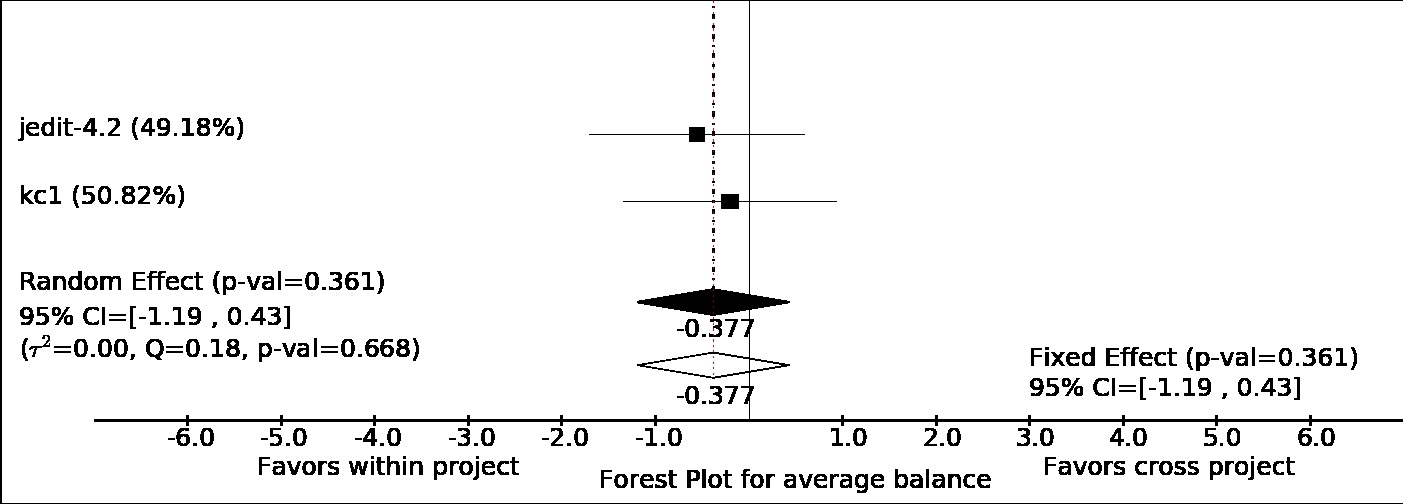 jedit-4.2 (49.18%)
kc1 (50.82%)
Random Effect (p-val=0.361)
95% CI=[-1.19 , 0.43]
(τ²=0.00, Q=0.18, p-val=0.668)
-0.377
-0.377
Fixed Effect (p-val=0.361)
95% CI=[-1.19 , 0.43]
-6.0 -5.0 -4.0 -3.0 -2.0 -1.0 1.0 2.0 3.0 4.0 5.0 6.0
Favors within project
Forest Plot for average balance
Favors cross project